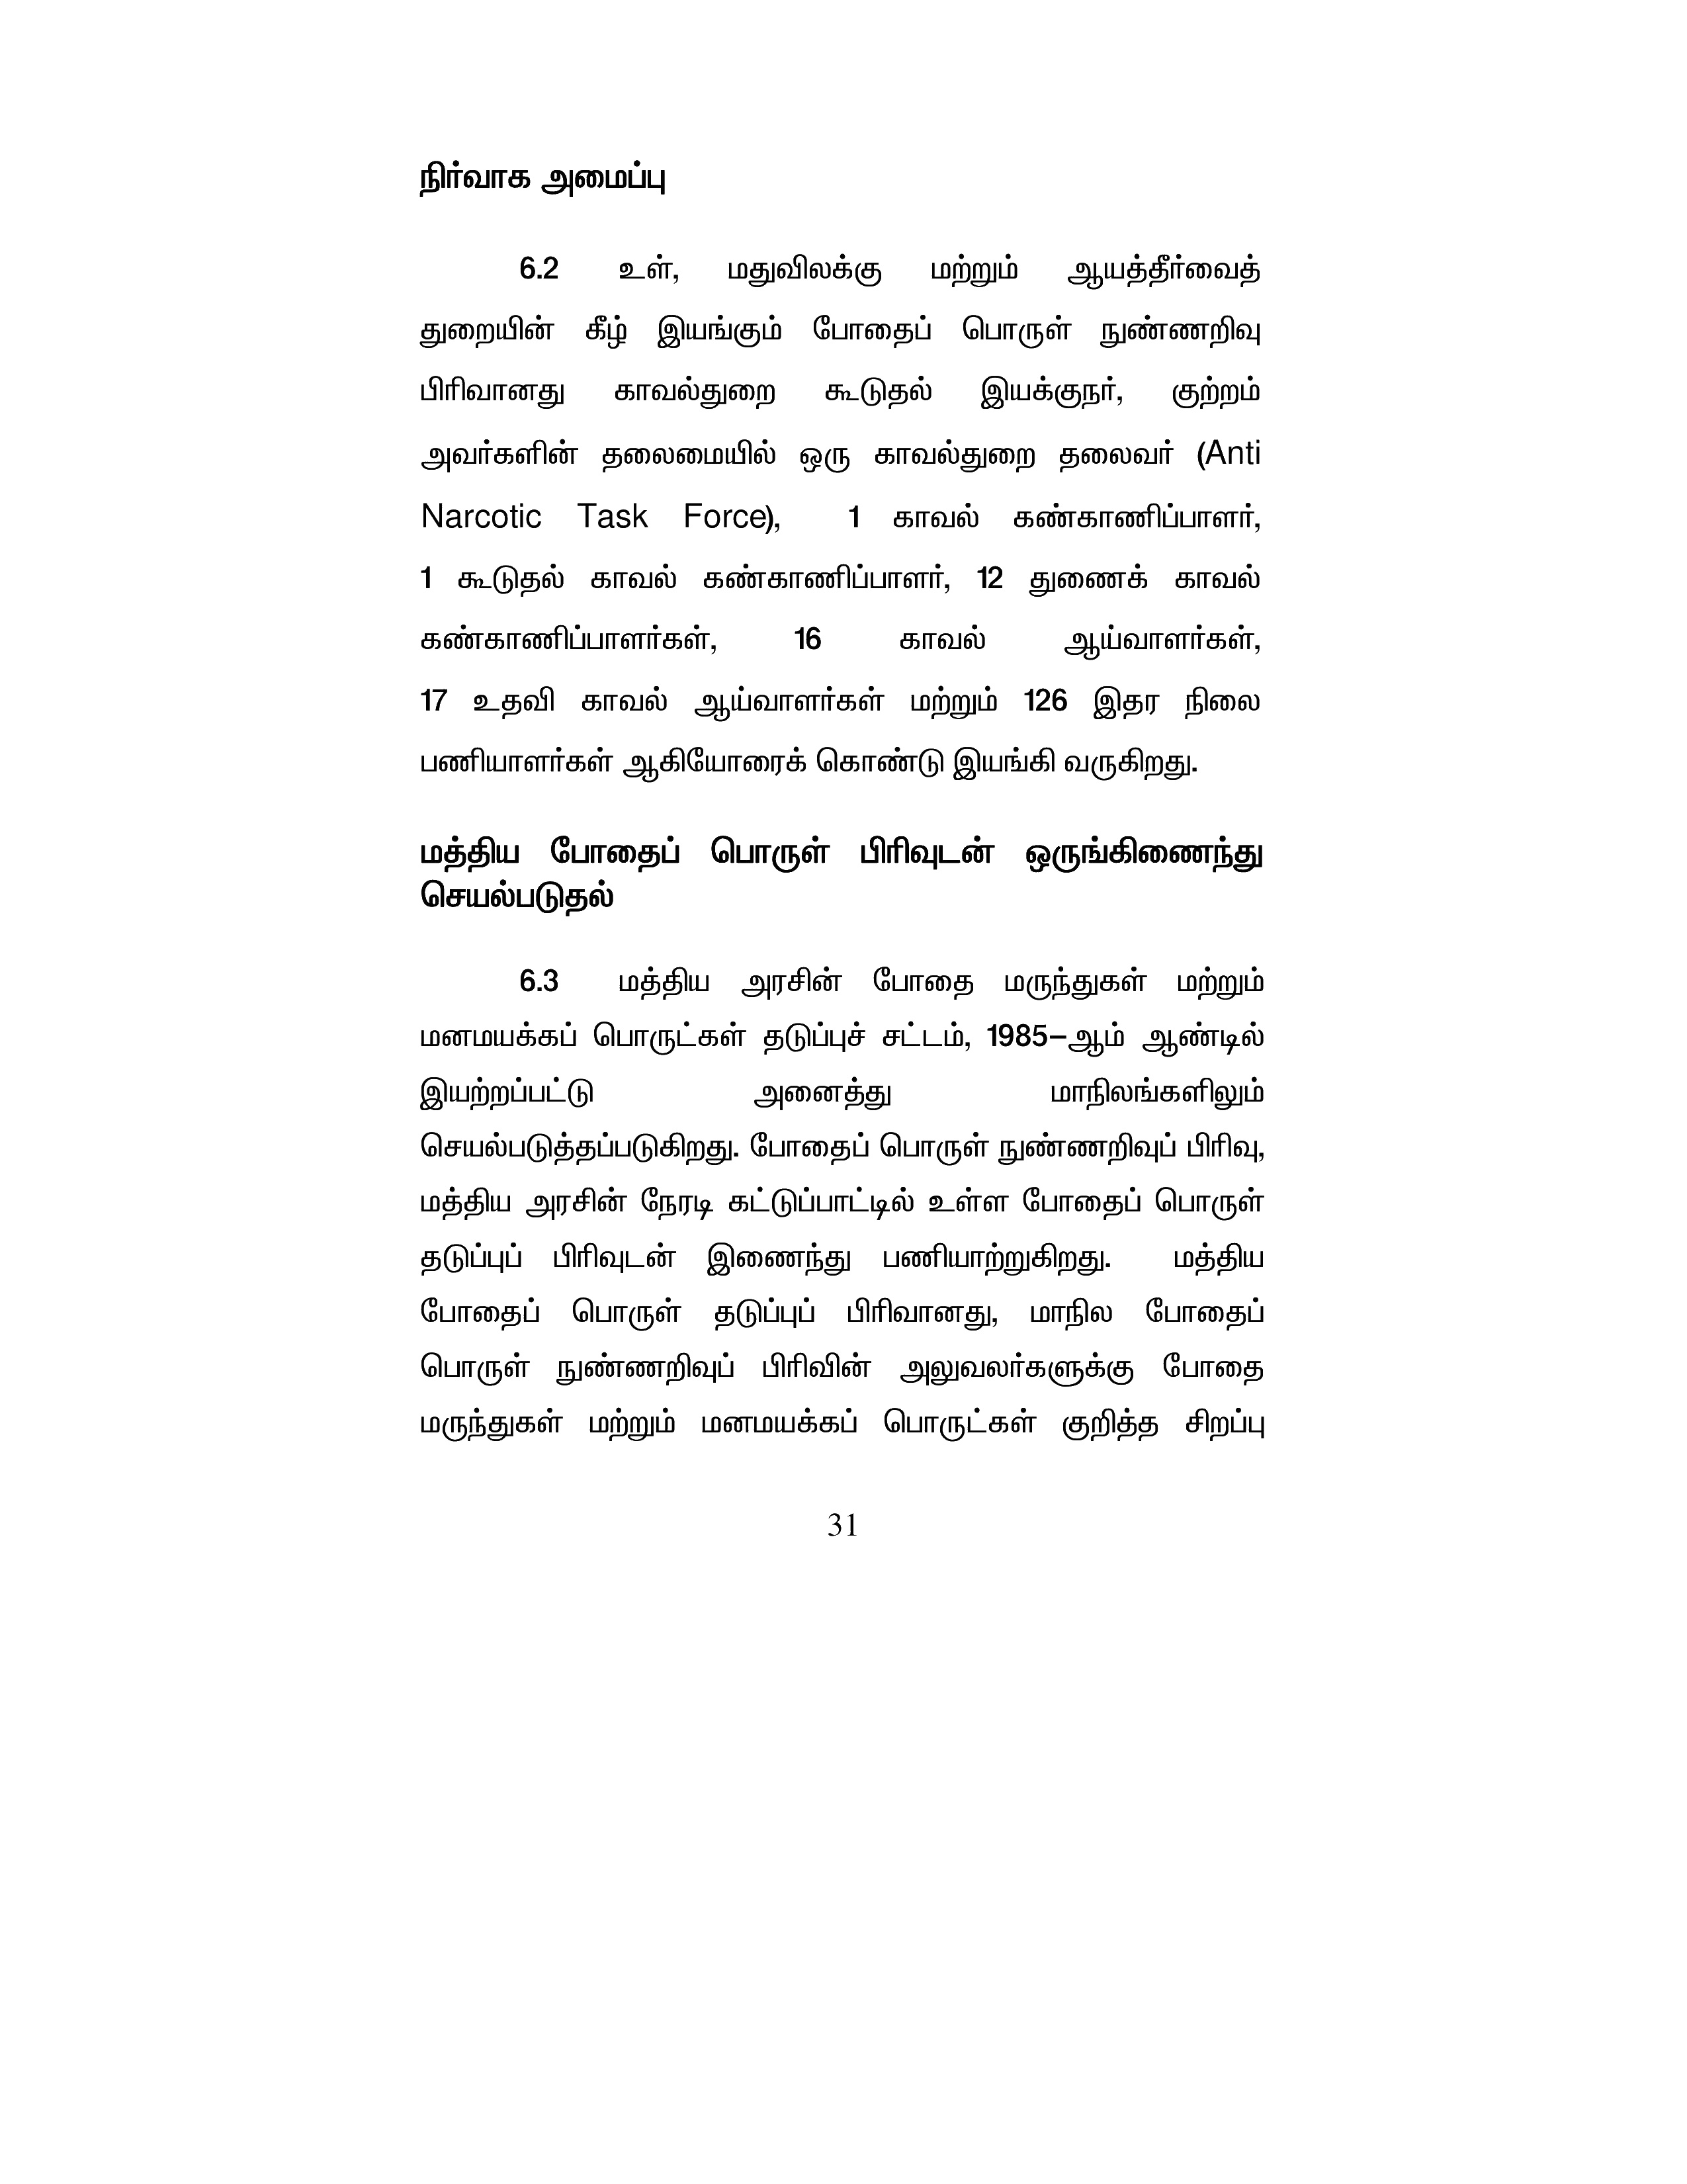 நிர்வாக அமைப்பு
6.2 உள், மதுவிலக்கு மற்றும் ஆயத்தீர்வைத்
துறையின் கீழ் இயங்கும் போதைப் பொருள் நுண்ணறிவு
பிரிவானது காவல்துறை கூடுதல் இயக்குநர், குற்றம்
அவர்களின் தலைமையில் ஒரு காவல்துறை தலைவர் (Anti
Narcotic Task Force), 1 காவல் கண்காணிப்பாளர்,
1 கூடுதல் காவல் கண்காணிப்பாளர், 12 துணைக் காவல்
கண்காணிப்பாளர்கள், 16 காவல் ஆய்வாளர்கள்,
17 உதவி காவல் ஆய்வாளர்கள் மற்றும் 126 இதர நிலை
பணியாளர்கள் ஆகியோரைக் கொண்டு இயங்கி வருகிறது.
மத்திய போதைப் பொருள் பிரிவுடன் ஒருங்கிணைந்து
செயல்படுதல்
6.3 மத்திய அரசின் போதை மருந்துகள் மற்றும்
மனமயக்கப் பொருட்கள் தடுப்புச் சட்டம், 1985–ஆம் ஆண்டில்
இயற்றப்பட்டு அனைத்து மாநிலங்களிலும்
செயல்படுத்தப்படுகிறது. போதைப் பொருள் நுண்ணறிவுப் பிரிவு,
மத்திய அரசின் நேரடி கட்டுப்பாட்டில் உள்ள போதைப் பொருள்
தடுப்புப் பிரிவுடன் இணைந்து பணியாற்றுகிறது. மத்திய
போதைப் பொருள் தடுப்புப் பிரிவானது, மாநில போதைப்
பொருள் நுண்ணறிவுப் பிரிவின் அலுவலர்களுக்கு போதை
மருந்துகள் மற்றும் மனமயக்கப் பொருட்கள் குறித்த சிறப்பு
31